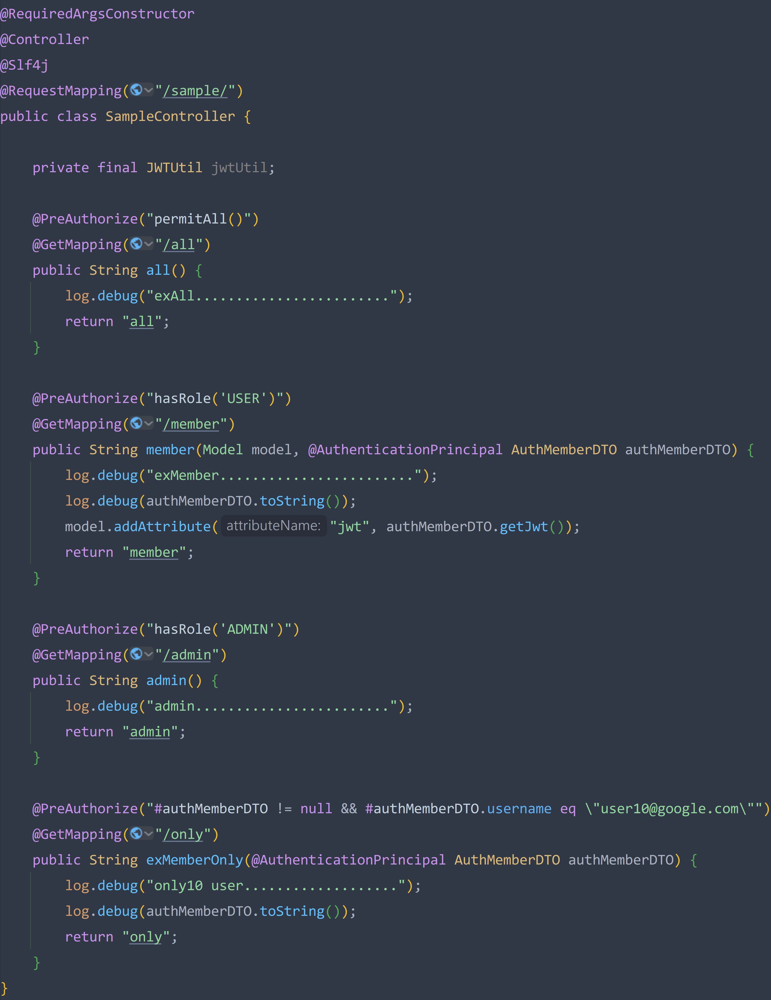 @RequiredArgsConstructor
@Controller
@Slf4j
@RequestMapping("/sample/")
public class SampleController {
private final JWTUtil jwtUtil;
@PreAuthorize("permitAll()")
@GetMapping("/all")
public String all() {
log.debug("exAll........................");
return "all";
}
@PreAuthorize("hasRole('USER')")
@GetMapping("/member")
public String member(Model model, @AuthenticationPrincipal AuthMemberDTO authMemberDTO) {
log.debug("exMember........................");
log.debug(authMemberDTO.toString());
model.addAttribute( attributeName: "jwt", authMemberDTO.getJwt());
return "member";
}
@PreAuthorize("hasRole('ADMIN')")
@GetMapping("/admin")
public String admin() {
log.debug("admin........................");
return "admin";
}
@PreAuthorize("#authMemberDTO != null && #authMemberDTO.username eq \"user10@google.com\"")
@GetMapping("/only")
public String exMemberOnly(@AuthenticationPrincipal AuthMemberDTO authMemberDTO) {
log.debug("only10 user...................");
log.debug(authMemberDTO.toString());
return "only";
}
}